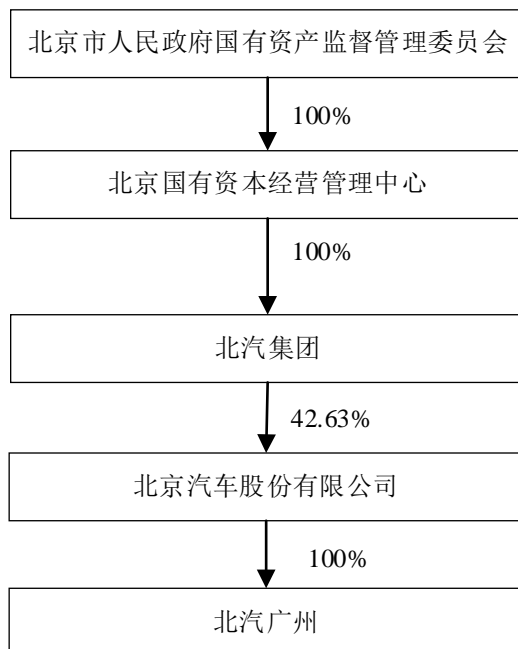 北京市人民政府国有资产监督管理委员会
100%
北京国有资本经营管理中心
100%
北汽集团
42.63%
北京汽车股份有限公司
100%
北汽广州